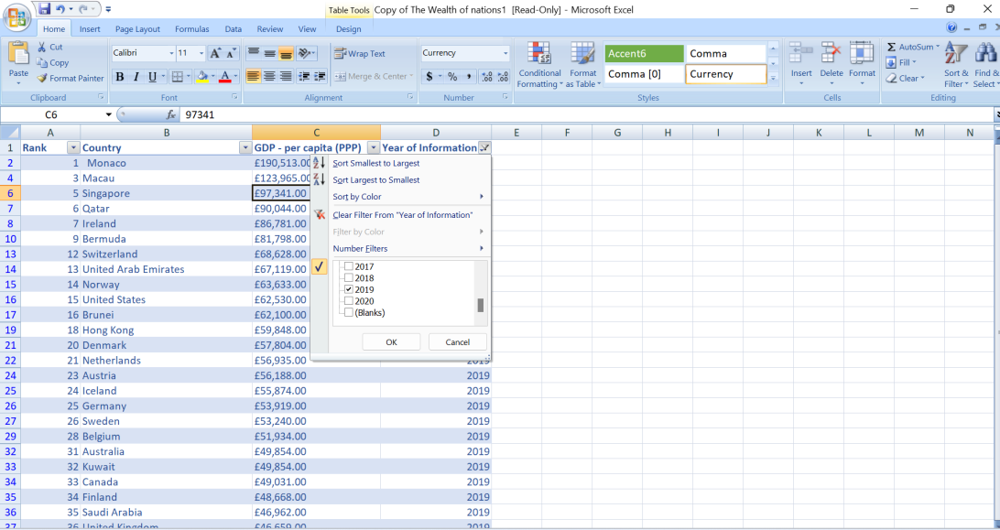 Table Tools Copy of The Wealth of nations1 [Read-Only] - Microsoft Excel
Home Insert Page Layout Formulas Data Review View Design
Paste
Cut
Copy
Format Painter
Clipboard
Calibri 11
B I U
Font
Wrap Text
Merge & Center
Alignment
Currency
$ % ,
Number
Conditional Formatting
Format as Table
Accent6 Comma
Comma [0] Currency
Styles
Insert Delete Format
Cells
Σ AutoSum
Fill
Clear
Sort & Filter
Find & Select
Editing
C6 fx 97341
A B C D E F G H I J K L M N
1 Rank Country GDP - per capita (PPP) Year of Information
2 1 Monaco £190,513.00
4 3 Macau £123,965.00
6 5 Singapore £97,341.00
7 6 Qatar £90,044.00
8 7 Ireland £86,781.00
10 9 Bermuda £81,798.00
13 12 Switzerland £68,628.00
14 13 United Arab Emirates £67,119.00
15 14 Norway £63,633.00
16 15 United States £62,530.00
17 16 Brunei £62,100.00
19 18 Hong Kong £59,848.00
21 20 Denmark £57,804.00
22 21 Netherlands £56,935.00 2019
24 23 Austria £56,188.00 2019
25 24 Iceland £55,874.00 2019
26 25 Germany £53,919.00 2019
27 26 Sweden £53,240.00 2019
29 28 Belgium £51,934.00 2019
32 31 Australia £49,854.00 2019
33 32 Kuwait £49,854.00 2019
34 33 Canada £49,031.00 2019
35 34 Finland £48,668.00 2019
36 35 Saudi Arabia £46,962.00 2019
37 36 United Kingdom £46,659.00 2019
Sort Smallest to Largest
Sort Largest to Smallest
Sort by Color
Clear Filter From "Year of Information"
Filter by Color
Number Filters
2017
2018
2019
2020
(Blanks)
OK Cancel